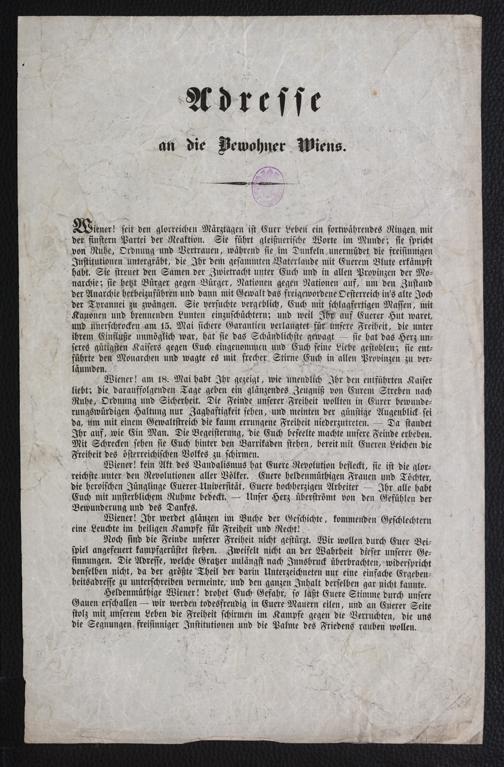 Adresse
an die Bewohner Wiens.
Wiener! seit den glorreichen Märztagen ist Euer Leben ein fortwährendes Ringen mit
der finstern Partei der Reaktion. Sie führt gleißnerische Worte im Munde; sie spricht
von Ruhe, Ordnung und Vertrauen, während sie im Dunkeln unermüdet die freisinnigen
Institutionen untergräbt, die Ihr dem gesammten Vaterlande mit Euerem Blute erkämpft
habt. Sie streuet den Samen der Zwietracht unter Euch und in allen Provinzen der Mo-
narchie; sie hetzt Bürger gegen Bürger, Nationen gegen Nationen auf, um den Zustand
der Anarchie herbeizuführen und dann mit Gewalt das freigewordene Österreich in's alte Joch
der Tyrannei zu zwängen. Sie versuchte vergeblich, Euch mit schlagfertigen Massen, mit
Kanonen und brennenden Lunten einzuschüchtern; und weil Ihr auf Euerer Hut waret,
und unerschrocken am 15. Mai sichere Garantien verlangtet für unsere Freiheit, die unter
ihrem Einfluße unmöglich war, hat sie das Schändlichste gewagt — sie hat das Herz un-
seres gütigsten Kaisers gegen Euch eingenommen und Euch seine Liebe gestohlen; sie ent-
führte den Monarchen und wagte es mit frecher Stirne Euch in allen Provinzen zu ver-
läumden.
Wiener! am 18. Mai habt Ihr gezeigt, wie unendlich Ihr den entführten Kaiser
liebt; die darauffolgenden Tage geben ein glänzendes Zeugniß von Eurem Streben nach
Ruhe, Ordnung und Sicherheit. Die Feinde unserer Freiheit wollten in Eurer bewunde-
rungswürdigen Haltung nur Zaghaftigkeit sehen, und meinten der günstige Augenblick sei
da, um mit einem Gewaltstreich die kaum errungene Freiheit niederzutreten. — Da standet
Ihr auf, wie Ein Man. Die Begeisterung, die Euch beseelte machte unsere Feinde erbeben.
Mit Schrecken sehen sie Euch hinter den Barrikaden stehen, bereit mit Eueren Leichen die
Freiheit des österreichischen Volkes zu schirmen.
Wiener! kein Akt des Vandalismus hat Euere Revolution befleckt, sie ist die glor-
reichste unter den Revolutionen aller Völker. Euere heldenmüthigen Frauen und Töchter,
die heroischen Jünglinge Euerer Universität, Euere hochherzigen Arbeiter — Ihr alle habt
Euch mit unsterblichem Ruhme bedeckt. — Unser Herz überströmt von den Gefühlen der
Bewunderung und des Dankes.
Wiener! Ihr werdet glänzen im Buche der Geschichte, kommenden Geschlechtern
eine Leuchte im heiligen Kampfe für Freiheit und Recht!
Noch sind die Feinde unserer Freiheit nicht gestürzt. Wir wollen durch Euer Bei-
spiel angefeuert kampfgerüstet stehen. Zweifelt nicht an der Wahrheit dieser unserer Ge-
sinnungen. Die Adresse, welche Gratzer unlängst nach Innsbruck überbrachten, widerspricht
derselben nicht, da der größte Theil der darin Unterzeichneten nur eine einfache Ergeben-
heitsadresse zu unterschreiben vermeinte, und den ganzen Inhalt derselben gar nicht kannte.
Heldenmüthige Wiener! drohet Euch Gefahr, so laßt Euere Stimme durch unsere
Gauen erschallen — wir werden todesfreudig in Euere Mauern eilen, und an Euerer Seite
stolz mit unserem Leben die Freiheit schirmen im Kampfe gegen die Verruchten, die uns
die Segnungen freisinniger Institutionen und die Palme des Friedens rauben wollen.